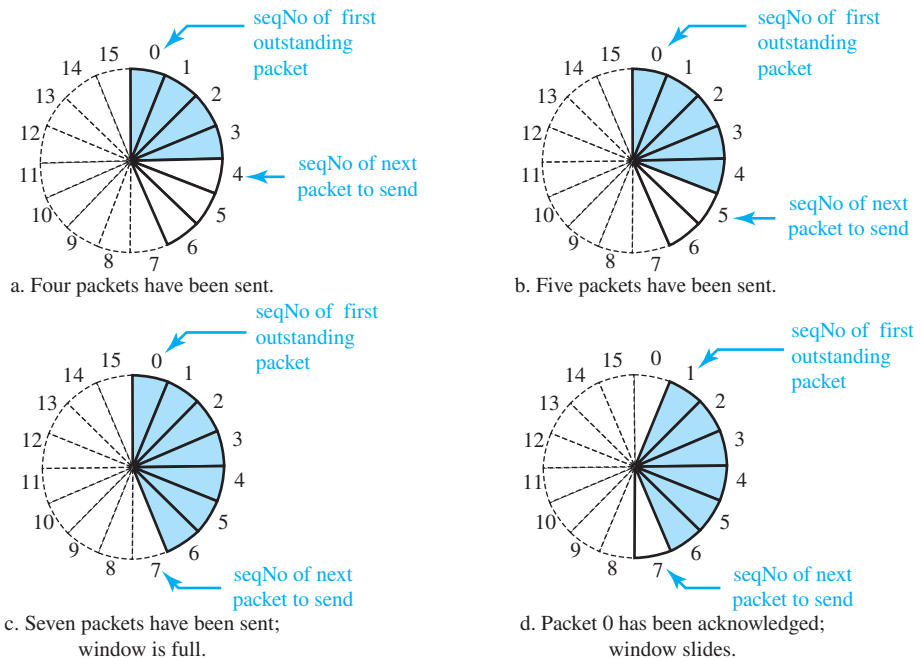 seqNo of first
outstanding
packet
0
1
2
3
4
5
6
7
8
9
10
11
12
13
14
15
seqNo of next
packet to send
a. Four packets have been sent.
seqNo of first
outstanding
packet
0
1
2
3
4
5
6
7
8
9
10
11
12
13
14
15
seqNo of next
packet to send
b. Five packets have been sent.
seqNo of first
outstanding
packet
0
1
2
3
4
5
6
7
8
9
10
11
12
13
14
15
seqNo of next
packet to send
c. Seven packets have been sent;
window is full.
seqNo of first
outstanding
packet
0
1
2
3
4
5
6
7
8
9
10
11
12
13
14
15
seqNo of next
packet to send
d. Packet 0 has been acknowledged;
window slides.